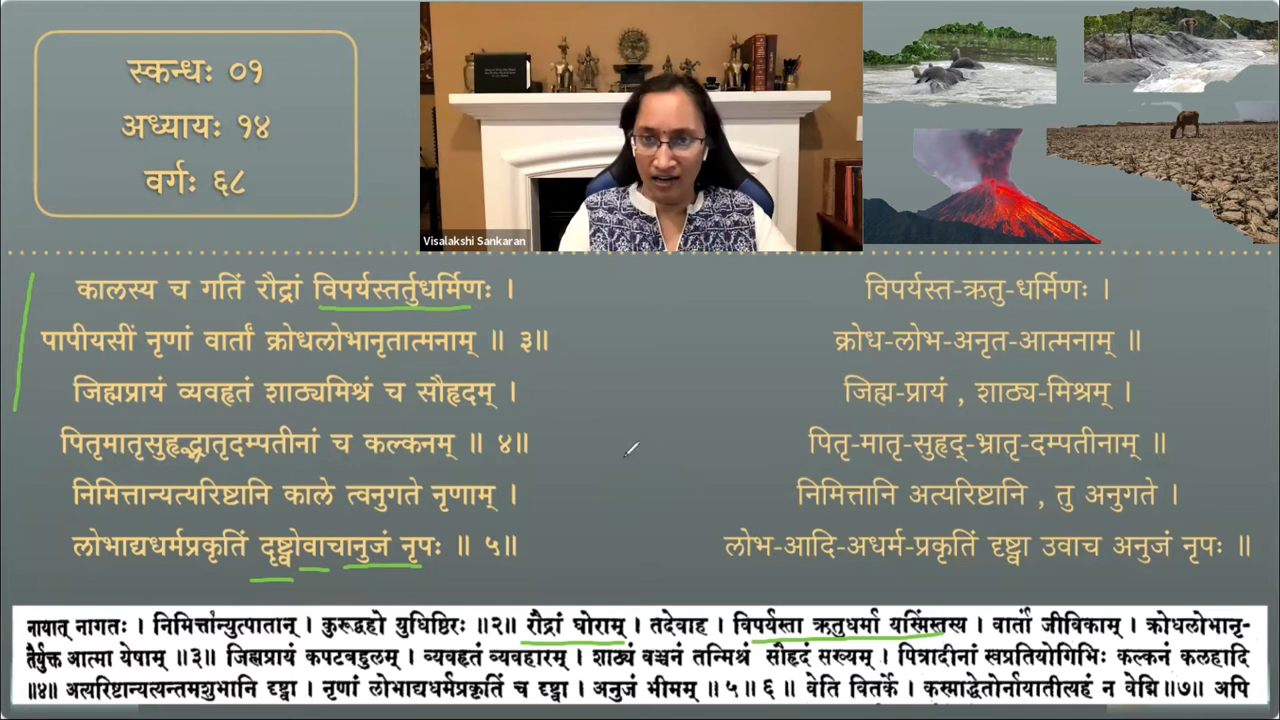 स्कन्धः ०१
अध्यायः १४
वर्गः ६८
Visalakshi Sankaran
कालस्य च गतिं रौद्रां विपर्यस्तर्तुधर्मिणः ।
पापीयसीं नृणां वार्तां क्रोधलोभानृतात्मनाम् ॥ ३॥
जिह्मप्रायं व्यवहृतं शाठ्यमिश्रं च सौहृदम् ।
पितृमातृसुहृद्भ्रातृदम्पतीनां च कल्कनम् ॥ ४॥
निमित्तान्यत्यरिष्टानि काले त्वनुगते नृणाम् ।
लोभाद्यधर्मप्रकृतिं दृष्ट्वोवाचानुजं नृपः ॥ ५॥
विपर्यस्त-ऋतु-धर्मिणः ।
क्रोध-लोभ-अनृत-आत्मनाम् ॥
जिह्म-प्रायं , शाठ्य-मिश्रम् ।
पितृ-मातृ-सुहृद्-भ्रातृ-दम्पतीनाम् ॥
निमित्तानि अत्यरिष्टानि , तु अनुगते ।
लोभ-आदि-अधर्म-प्रकृतिं दृष्ट्वा उवाच अनुजं नृपः ॥
नायात् नागतः । निमित्तान्युत्पातान् । कुरूद्वहो युधिष्ठिरः ॥२॥ रौद्रां घोराम् । तदेवाह । विपर्यस्ता ऋतुधर्मा यस्मिंस्तस्य । वार्तां जीविकाम् । क्रोधलोभानृ-
तैर्युक्त आत्मा येषाम् ॥३॥ जिह्मप्रायं कपटबहुलम् । व्यवहृतं व्यवहारम् । शाठ्यं वञ्चनं तन्मिश्रं सौहृदं सख्यम् । पित्रादीनां स्वप्रतियोगिभिः कल्कनं कलहादि
॥४॥ अत्यरिष्टान्यत्यन्तमशुभानि दृष्ट्वा । नृणां लोभाद्यधर्मप्रकृतिं च दृष्ट्वा । अनुजं भीमम् ॥५॥६॥ वेति वितर्के । कस्माद्धेतोर्नायातीत्यहं न वेद्मि॥७॥ अपि